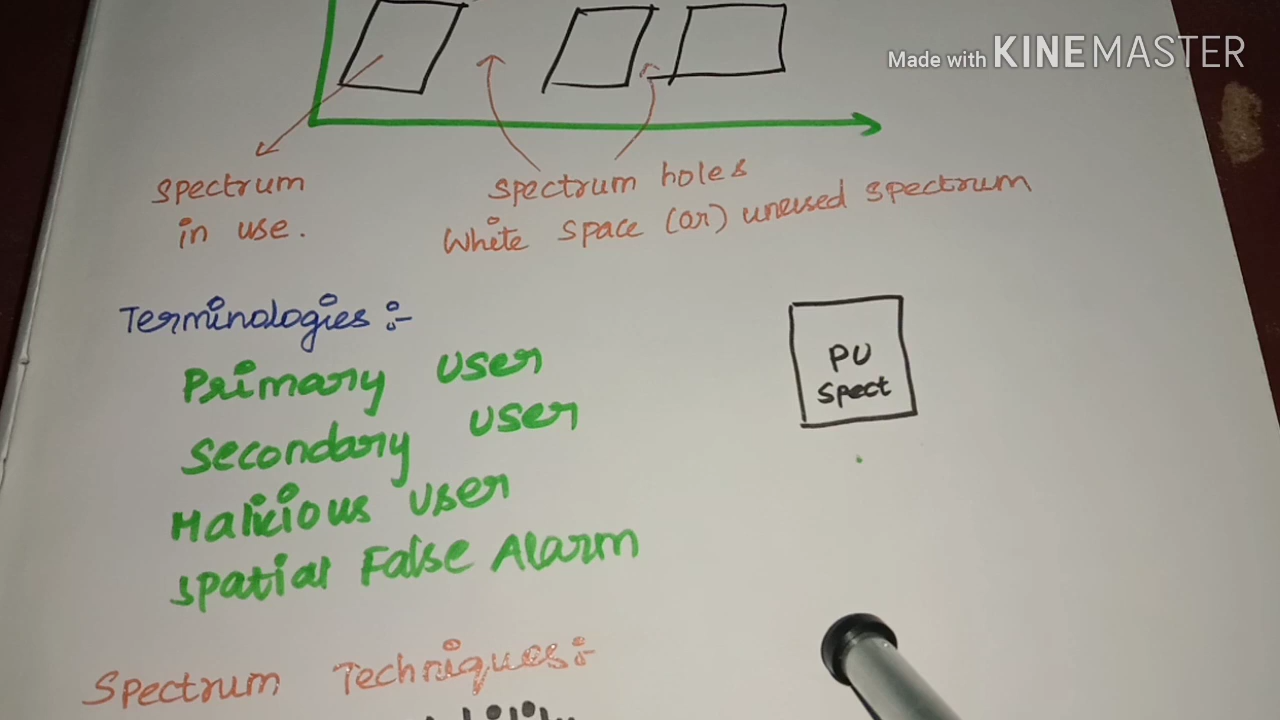 Made with KINEMASTER
Spectrum
in use.
Spectrum holes
White Space (or) unused spectrum
Terminologies :-
Primary User
Secondary User
Malicious User
Spatial False Alarm
PU
Spect
Spectrum Techniques :-